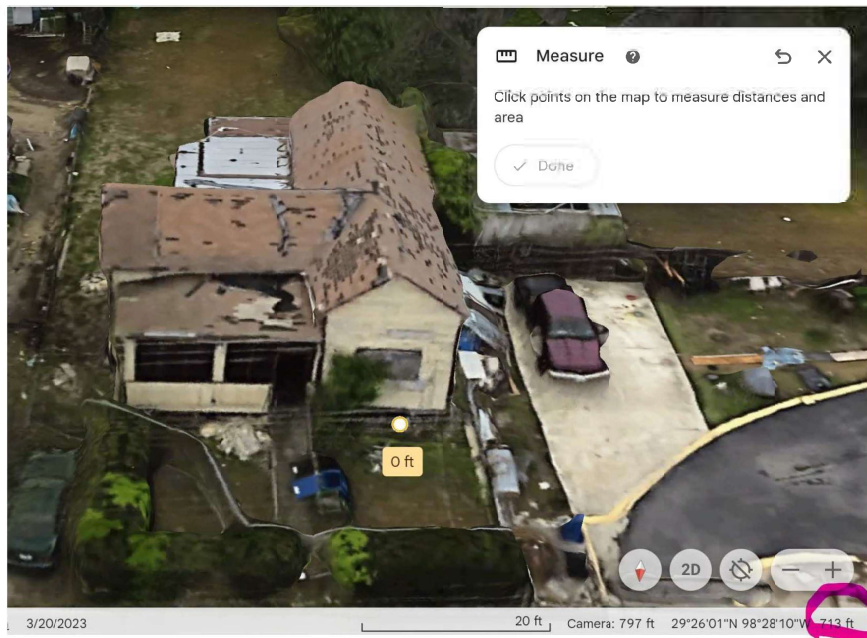 Measure
Click points on the map to measure distances and
area
Done
0 ft
2D
3/20/2023
20 ft
Camera: 797 ft 29°26'01"N 98°28'10"W 713 ft